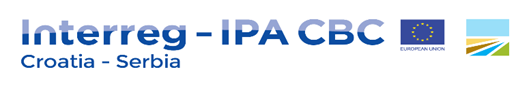 Interreg - IPA CBC
EUROPEAN UNION
Croatia - Serbia